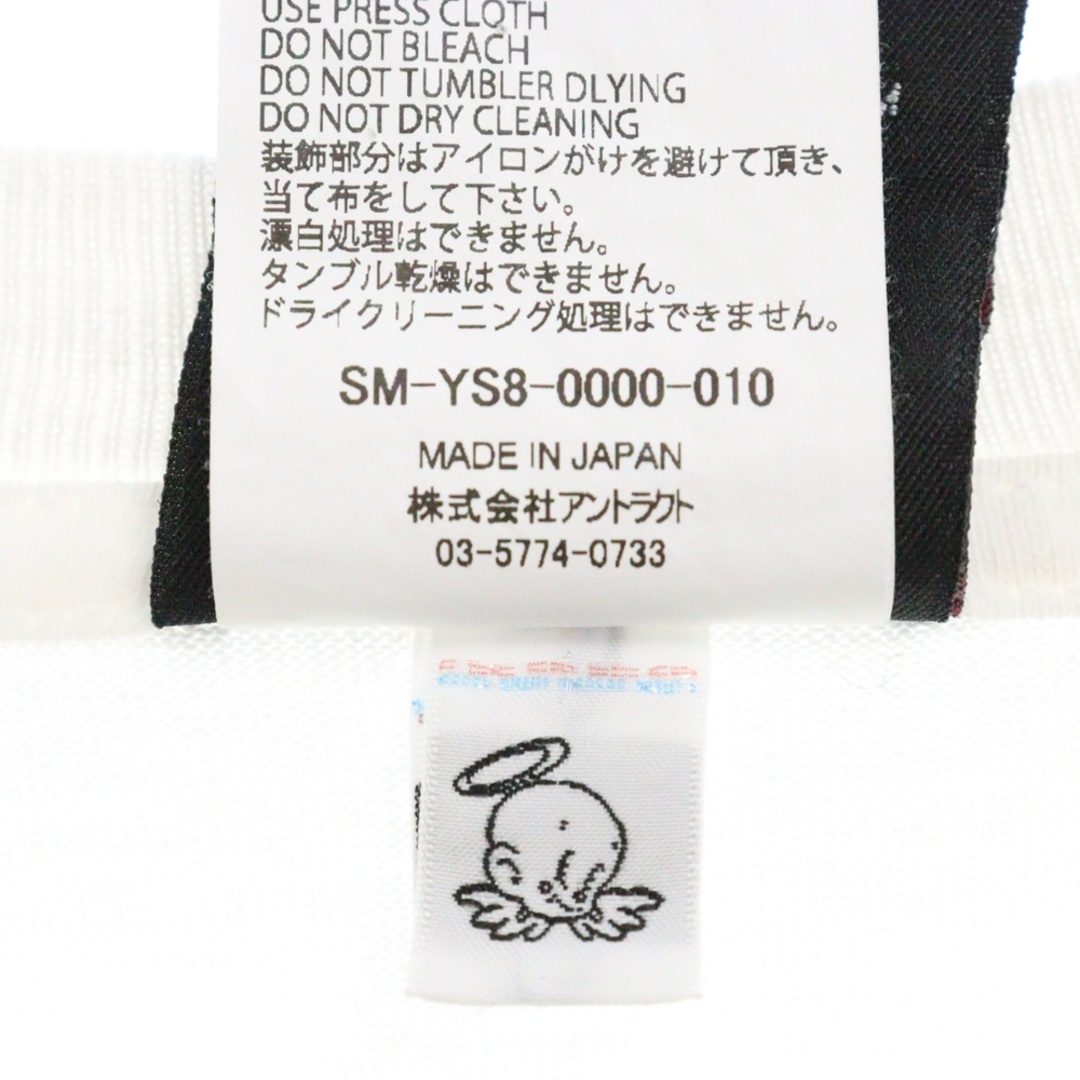 USE PRESS CLOTH
DO NOT BLEACH
DO NOT TUMBLER DLYING
DO NOT DRY CLEANING
装飾部分はアイロンがけを避けて頂き、
当て布をして下さい。
漂白処理はできません。
タンブル乾燥はできません。
ドライクリーニング処理はできません。
SM-YS8-0000-010
MADE IN JAPAN
株式会社アントラクト
03-5774-0733